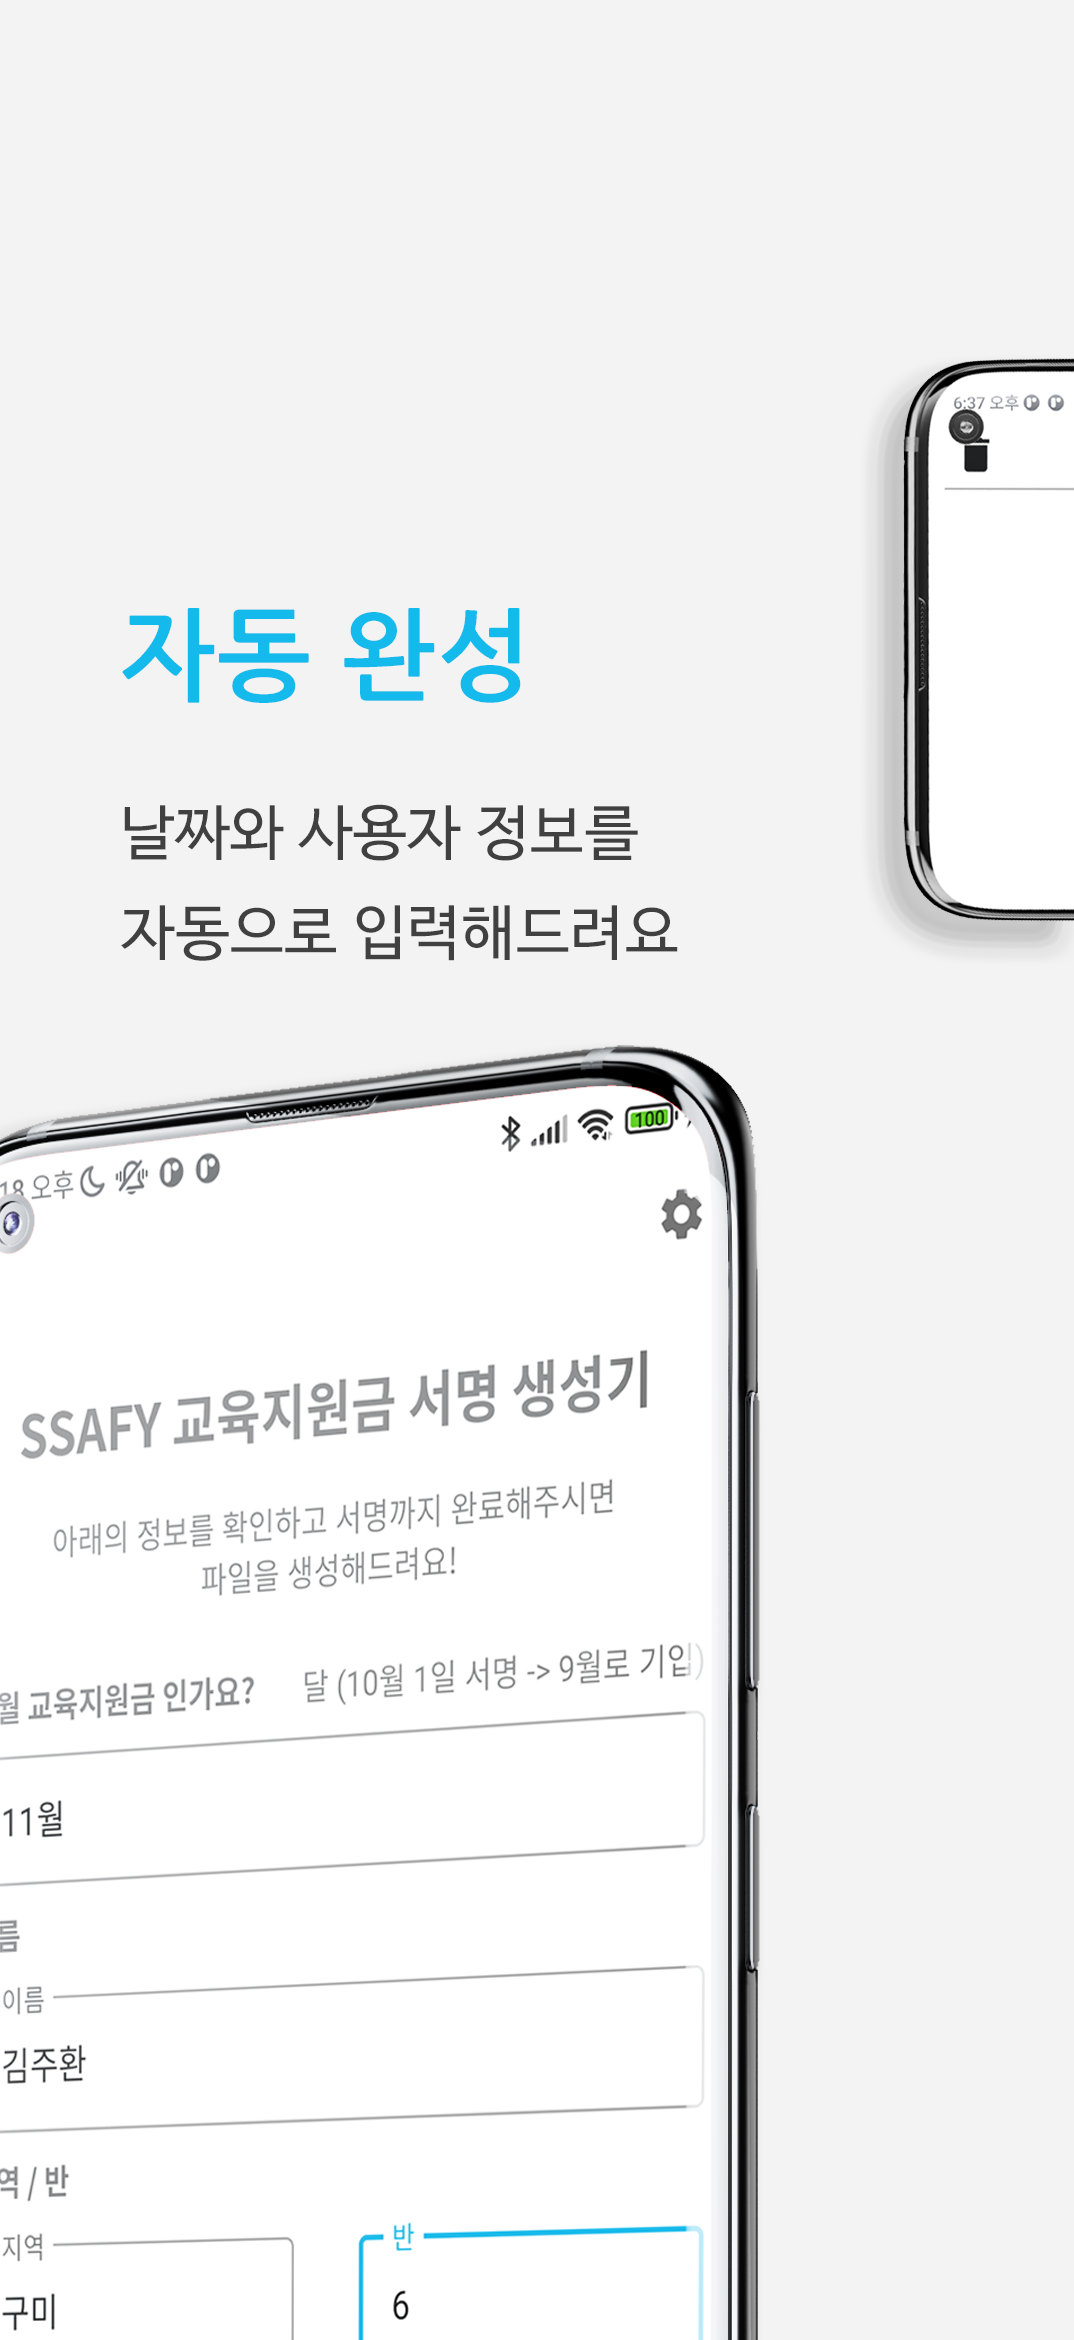 6:37 오후
자동 완성
날짜와 사용자 정보를
자동으로 입력해드려요
18 오후
100
SSAFY 교육지원금 서명 생성기
아래의 정보를 확인하고 서명까지 완료해주시면
파일을 생성해드려요!
월 교육지원금 인가요? 달 (10월 1일 서명 -> 9월로 기입)
11월
름
이름
김주환
역 / 반
지역 반
구미 6